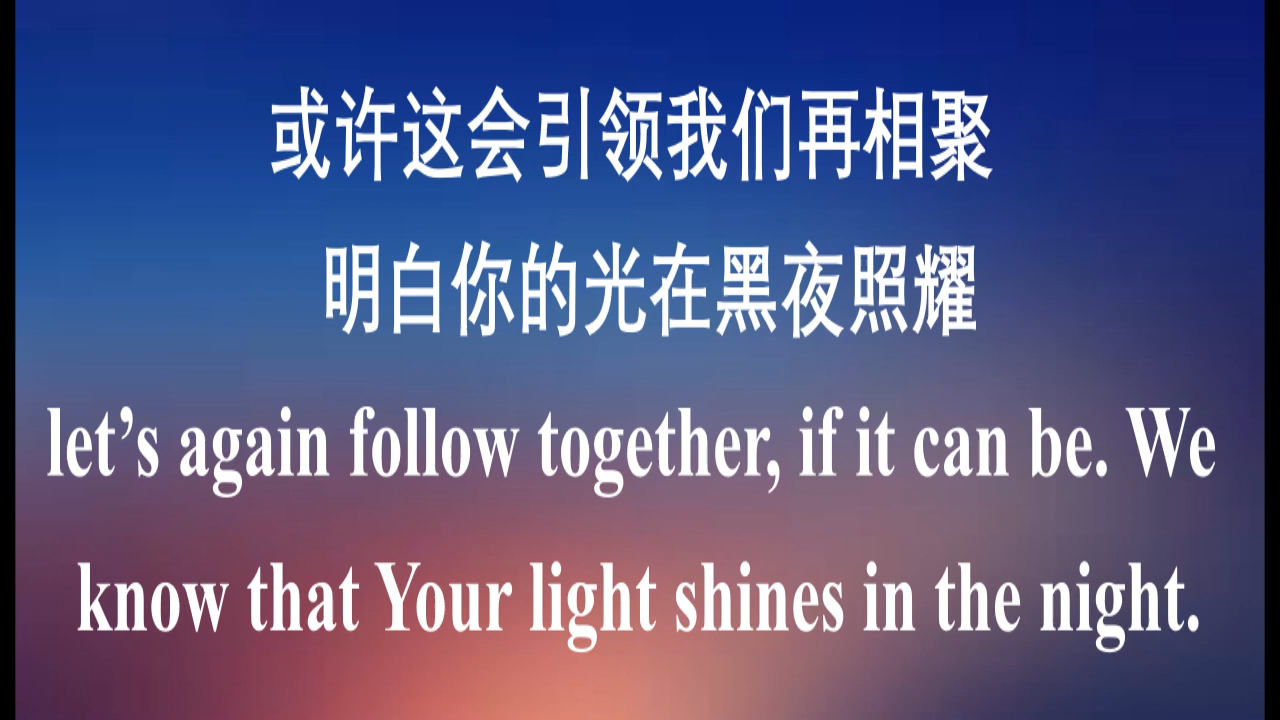 或许这会引领我们再相聚
明白你的光在黑夜照耀
let’s again follow together, if it can be. We
know that Your light shines in the night.